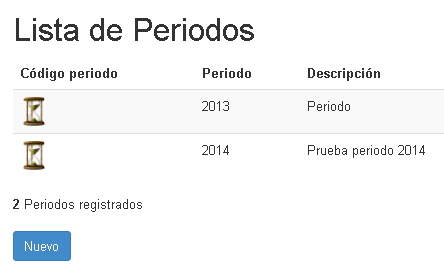 Lista de Periodos
Código periodo Periodo Descripción
2013 Periodo
2014 Prueba periodo 2014
2 Periodos registrados
Nuevo